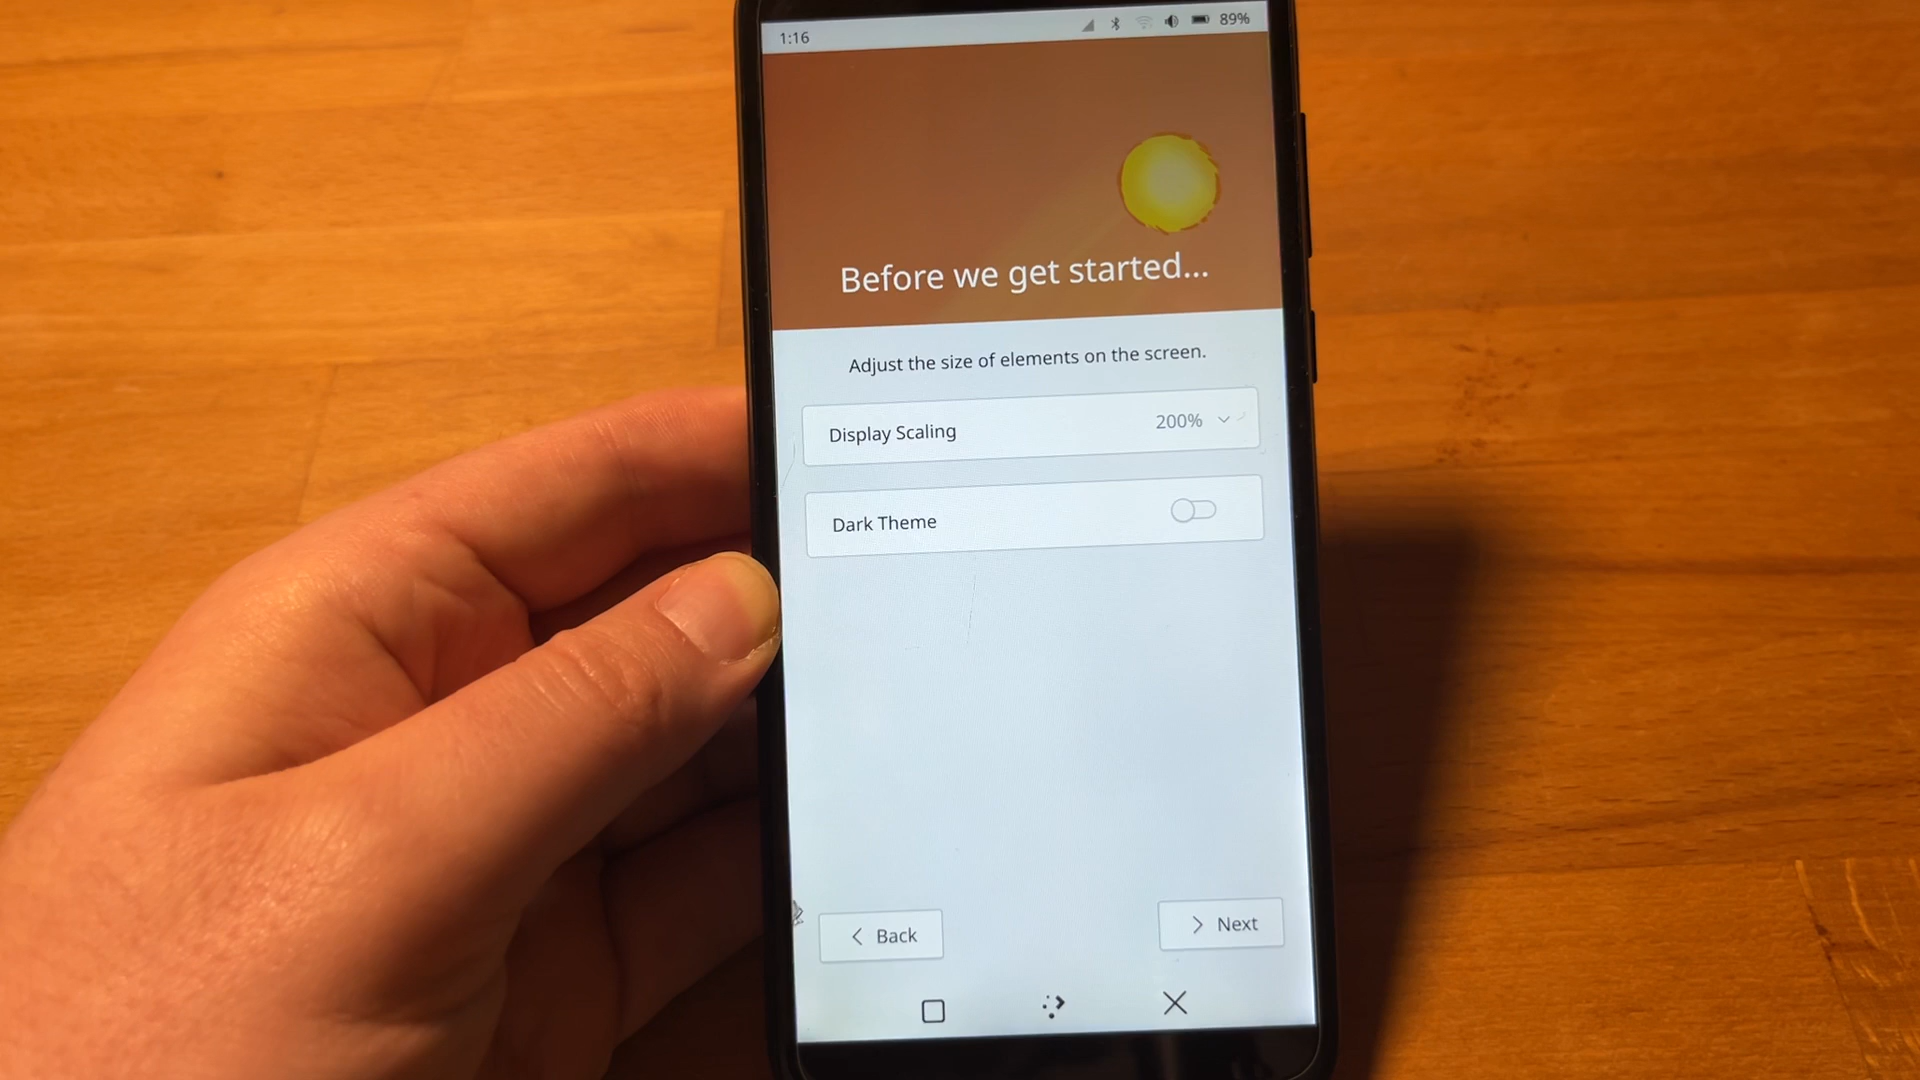 1:16 89%
Before we get started...
Adjust the size of elements on the screen.
Display Scaling 200%
Dark Theme
Back Next